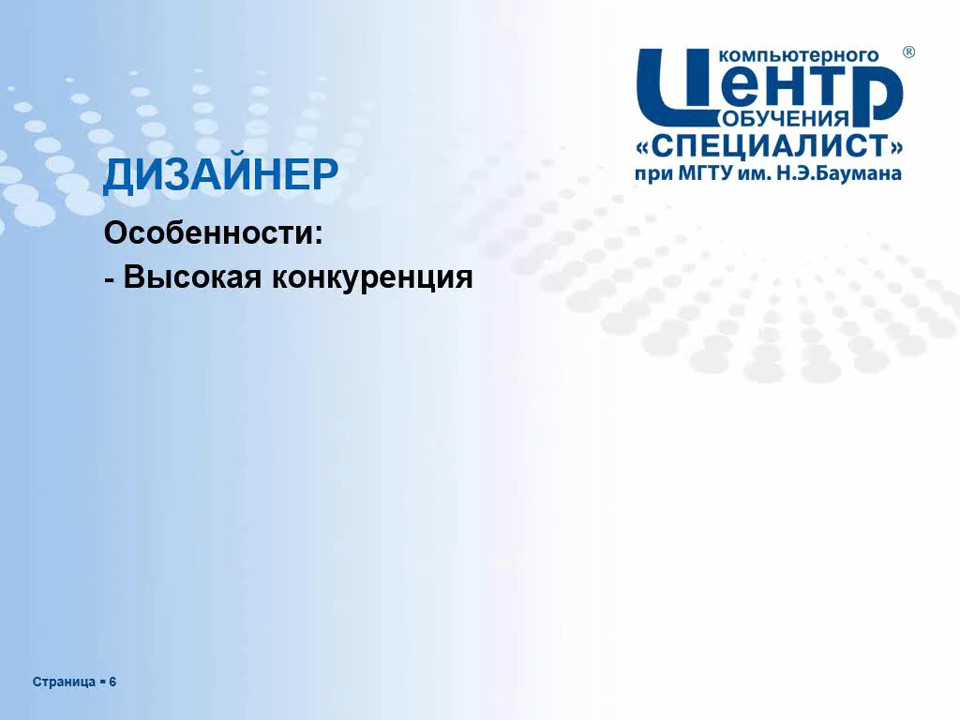 компьютерного ®
Центр
ОБУЧЕНИЯ
«СПЕЦИАЛИСТ»
при МГТУ им. Н.Э.Баумана
ДИЗАЙНЕР
Особенности:
- Высокая конкуренция
Страница ▪ 6